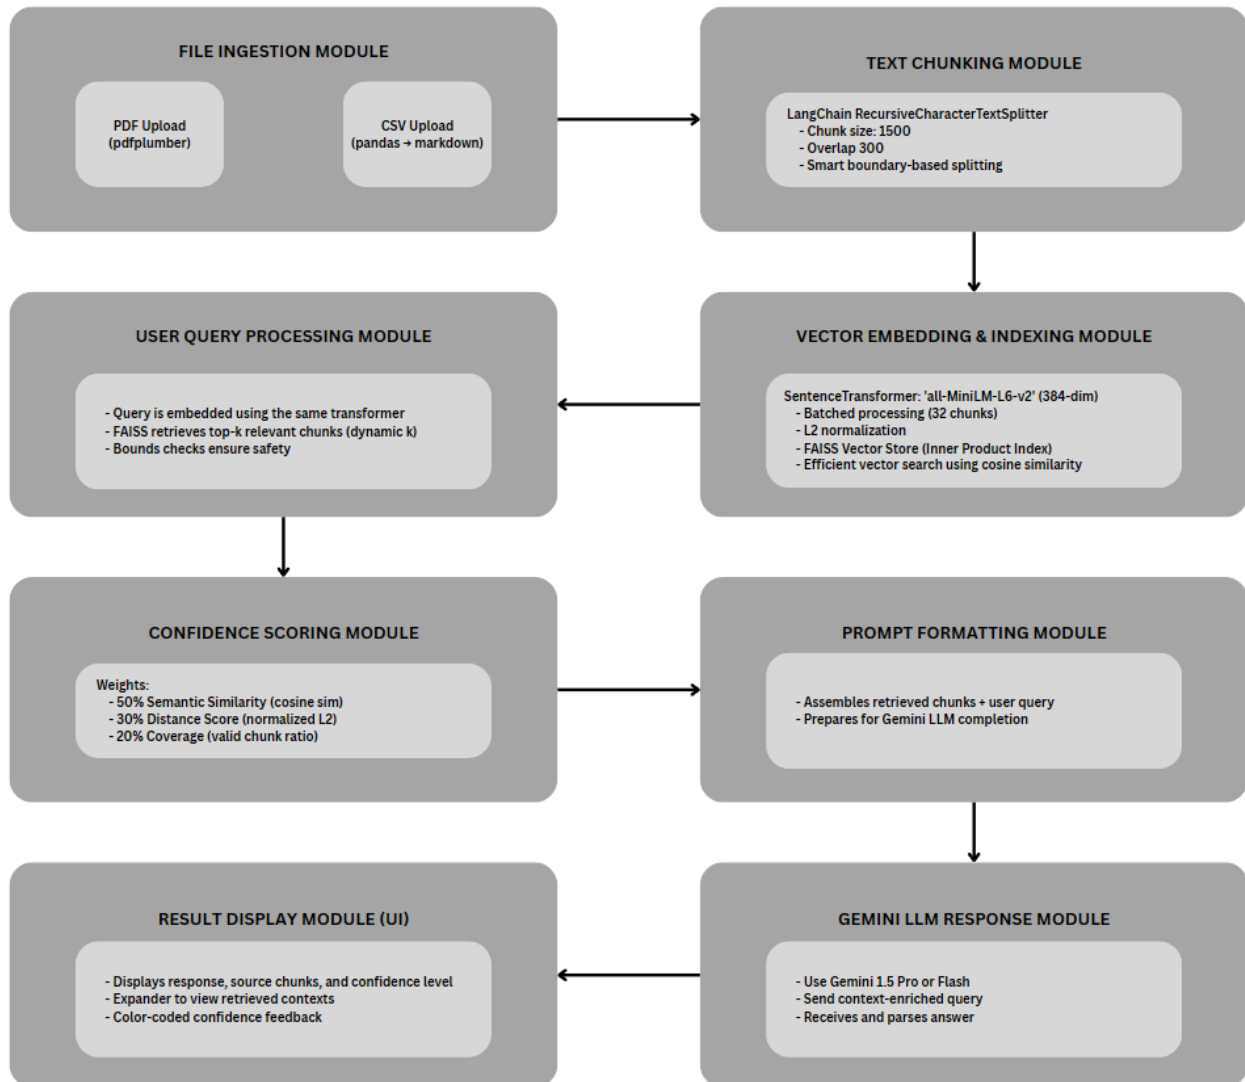 FILE INGESTION MODULE
PDF Upload
(pdfplumber)
CSV Upload
(pandas → markdown)
TEXT CHUNKING MODULE
LangChain RecursiveCharacterTextSplitter
- Chunk size: 1500
- Overlap 300
- Smart boundary-based splitting
VECTOR EMBEDDING & INDEXING MODULE
SentenceTransformer: 'all-MiniLM-L6-v2' (384-dim)
- Batched processing (32 chunks)
- L2 normalization
- FAISS Vector Store (Inner Product Index)
- Efficient vector search using cosine similarity
USER QUERY PROCESSING MODULE
- Query is embedded using the same transformer
- FAISS retrieves top-k relevant chunks (dynamic k)
- Bounds checks ensure safety
CONFIDENCE SCORING MODULE
Weights:
- 50% Semantic Similarity (cosine sim)
- 30% Distance Score (normalized L2)
- 20% Coverage (valid chunk ratio)
PROMPT FORMATTING MODULE
- Assembles retrieved chunks + user query
- Prepares for Gemini LLM completion
GEMINI LLM RESPONSE MODULE
- Use Gemini 1.5 Pro or Flash
- Send context-enriched query
- Receives and parses answer
RESULT DISPLAY MODULE (UI)
- Displays response, source chunks, and confidence level
- Expander to view retrieved contexts
- Color-coded confidence feedback